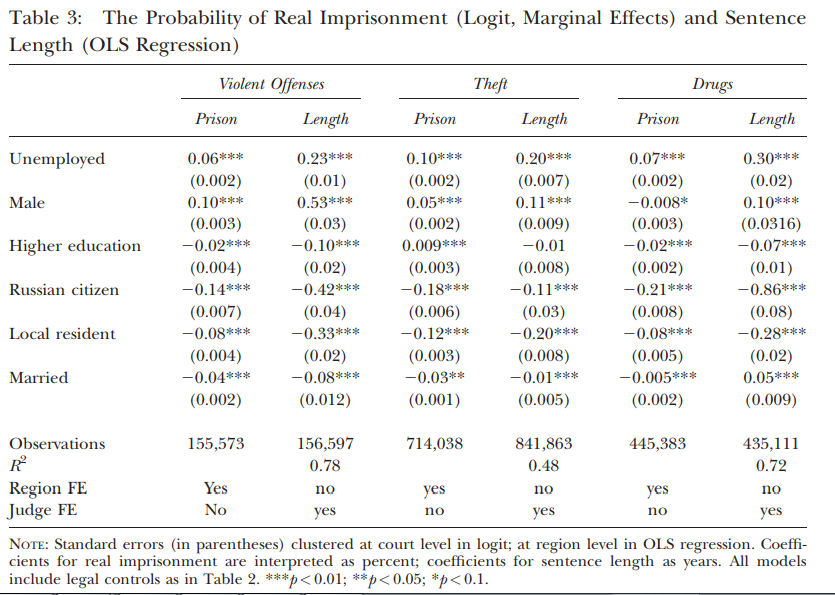 Table 3: The Probability of Real Imprisonment (Logit, Marginal Effects) and Sentence
Length (OLS Regression)
Violent Offenses Theft Drugs
Prison Length Prison Length Prison Length
Unemployed 0.06*** 0.23*** 0.10*** 0.20*** 0.07*** 0.30***
(0.002) (0.01) (0.002) (0.007) (0.002) (0.02)
Male 0.10*** 0.53*** 0.05*** 0.11*** −0.008* 0.10***
(0.003) (0.03) (0.002) (0.009) (0.003) (0.0316)
Higher education −0.02*** −0.10*** 0.009*** −0.01 −0.02*** −0.07***
(0.004) (0.02) (0.003) (0.008) (0.002) (0.01)
Russian citizen −0.14*** −0.42*** −0.18*** −0.11*** −0.21*** −0.86***
(0.007) (0.04) (0.006) (0.03) (0.008) (0.08)
Local resident −0.08*** −0.33*** −0.12*** −0.20*** −0.08*** −0.28***
(0.004) (0.02) (0.003) (0.008) (0.005) (0.02)
Married −0.04*** −0.08*** −0.03** −0.01*** −0.005*** 0.05***
(0.002) (0.012) (0.001) (0.005) (0.002) (0.009)
Observations 155,573 156,597 714,038 841,863 445,383 435,111
R² 0.78 0.48 0.72
Region FE Yes no yes no yes no
Judge FE No yes no yes no yes
NOTE: Standard errors (in parentheses) clustered at court level in logit; at region level in OLS regression. Coeffi-
cients for real imprisonment are interpreted as percent; coefficients for sentence length as years. All models
include legal controls as in Table 2. ***p<0.01; **p<0.05; *p<0.1.